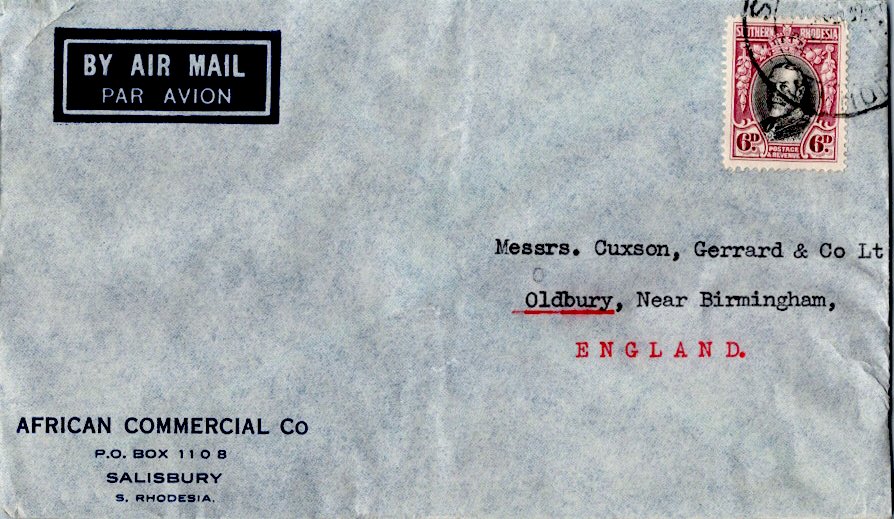 BY AIR MAIL
PAR AVION
SOUTHERN RHODESIA
6D.
POSTAGE
& REVENUE
6D.
Messrs. Cuxson, Gerrard & Co Lt
Oldbury, Near Birmingham,
ENGLAND.
AFRICAN COMMERCIAL Co
P.O. BOX 1108
SALISBURY
S. RHODESIA.